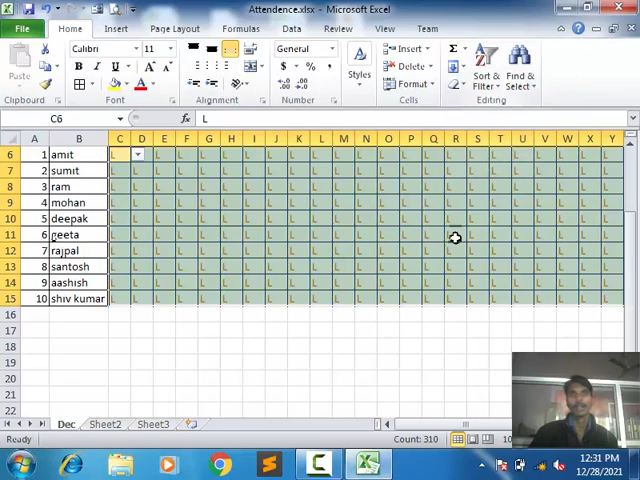 Attendence.xlsx - Microsoft Excel
File Home Insert Page Layout Formulas Data Review View Team
Paste Calibri 11 General Styles Insert Delete Format Sort & Filter Find & Select
B I U A $ % ,
Clipboard Font Alignment Number Cells Editing
C6 fx L
A B C D E F G H I J K L M N O P Q R S T U V W X Y
6 1 amit L L L L L L L L L L L L L L L L L L L L L L
7 2 sumit L L L L L L L L L L L L L L L L L L L L L L L
8 3 ram L L L L L L L L L L L L L L L L L L L L L L L
9 4 mohan L L L L L L L L L L L L L L L L L L L L L L L
10 5 deepak L L L L L L L L L L L L L L L L L L L L L L L
11 6 neeta L L L L L L L L L L L L L L L L L L L L L L
12 7 rajpal L L L L L L L L L L L L L L L L L L L L L L L
13 8 santosh L L L L L L L L L L L L L L L L L L L L L L L
14 9 aashish L L L L L L L L L L L L L L L L L L L L L L L
15 10 shiv kumar L L L L L L L L L L L L L L L L L L L L L L L
16
17
18
19
20
21
22
Dec Sheet2 Sheet3
Ready Count: 310
12:31 PM
12/28/2021